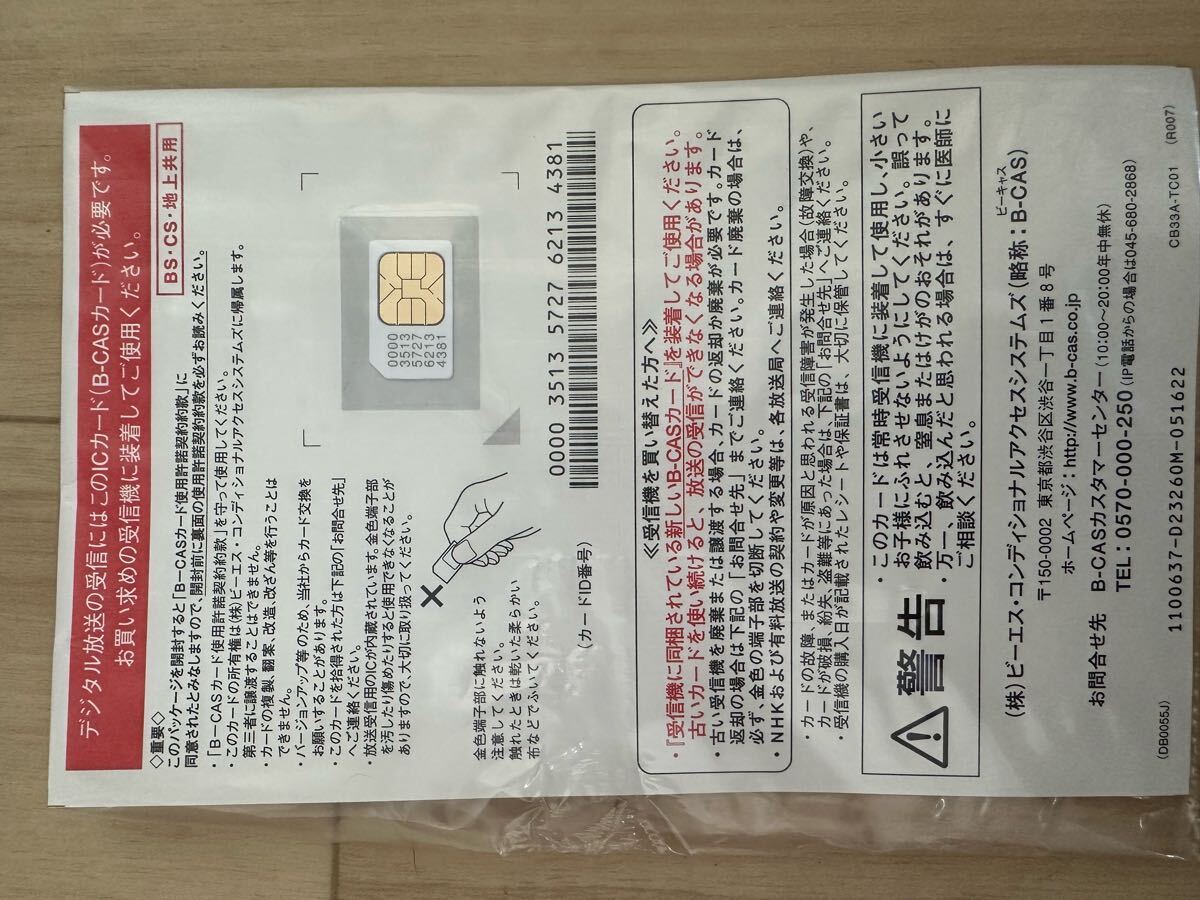 デジタル放送の受信にはこのICカード(B-CASカード)が必要です。
お買い求めの受信機に装着してご使用ください。
BS・CS・地上共用
◇重要◇
このパッケージを開封すると「B-CASカード使用許諾契約約款」に
同意されたとみなしますので、開封前に裏面の使用許諾契約約款を必ずお読みください。
・「B-CASカード使用許諾契約約款」を守って使用してください。
・このカードの所有権は(株)ビーエス・コンディショナルアクセスシステムズに帰属します。
第三者に譲渡することはできません。
・カードの複製、翻案、改造、改ざん等を行うことは
できません。
・バージョンアップ等のため、当社からカード交換を
お願いすることがあります。
・このカードを拾得された方は下記の「お問合せ先」
へご連絡ください。
・放送受信用のICが内蔵されています。金色端子部
を汚したり傷めたりすると使用できなくなることが
ありますので、大切に取り扱ってください。
0000
3513
5727
6213
4381
金色端子部に触れないよう
注意してください。
触れたときは乾いた柔らかい
布などでふいてください。
(カードID番号)
0000 3513 5727 6213 4381
≪受信機を買い替えた方へ≫
・『受信機に同梱されている新しいB-CASカード』を装着してご使用ください。
古いカードを使い続けると、放送の受信ができなくなる場合があります。
・古い受信機を廃棄または譲渡する場合、カードの返却か廃棄が必要です。カード
返却の場合は下記の「お問合せ先」までご連絡ください。カード廃棄の場合は、
必ず、金色の端子部を切断してください。
・NHKおよび有料放送の契約や変更等は、各放送局へご連絡ください。
・カードの故障、またはカードが原因と思われる受信障害が発生した場合(故障交換)や、
カードが破損、紛失、盗難等にあった場合は、下記の「お問合せ先」へご連絡ください。
・受信機の購入日が記載されたレシートや保証書は、大切に保管してください。
警告
・このカードは常時受信機に装着して使用し、小さい
お子様にふれさせないようにしてください。誤って
飲み込むと、窒息またはけがのおそれがあります。
・万一、飲み込んだと思われる場合は、すぐに医師に
ご相談ください。
ビーキャス
(株)ビーエス・コンディショナルアクセスシステムズ(略称:B-CAS)
〒150-0002 東京都渋谷区渋谷一丁目1番8号
ホームページ:http://www.b-cas.co.jp
お問合せ先 B-CASカスタマーセンター(10:00~20:00年中無休)
TEL:0570-000-250(IP電話からの場合は045-680-2868)
(DB0055J) 1100637-D23260M-051622 CB33A-TC01 (R007)